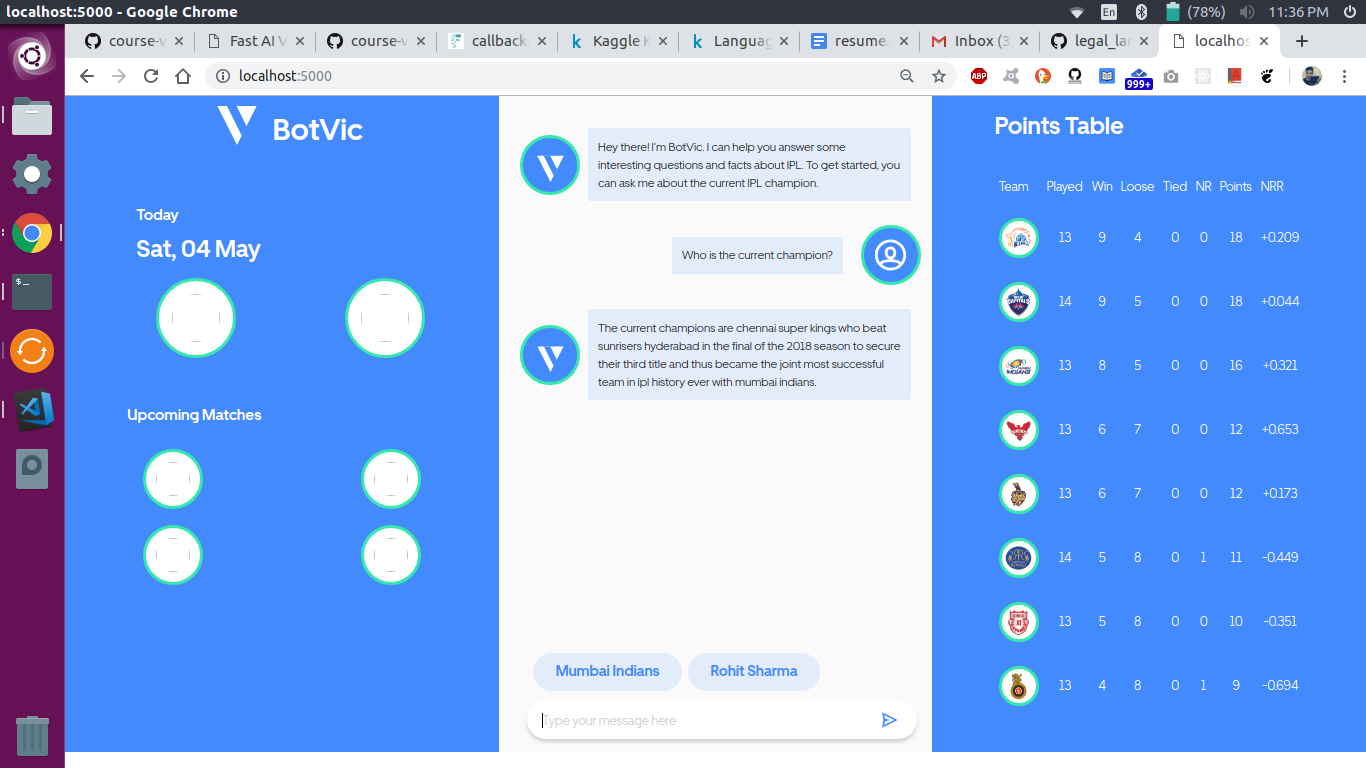 localhost:5000 - Google Chrome
En
(78%)
11:36 PM
course-v
Fast AI V
course-v
callback
Kaggle K
Langua
resume.
Inbox (3
legal_la
localhos
localhost:5000
ABP
999+
BotVic
Today
Sat, 04 May
Upcoming Matches
Hey there! I'm BotVic. I can help you answer some
interesting questions and facts about IPL. To get started, you
can ask me about the current IPL champion.
Who is the current champion?
The current champions are chennai super kings who beat
sunrisers hyderabad in the final of the 2018 season to secure
their third title and thus became the joint most successful
team in ipl history ever with mumbai indians.
Mumbai Indians
Rohit Sharma
Type your message here
Points Table
Team Played Win Loose Tied NR Points NRR
13 9 4 0 0 18 +0.209
14 9 5 0 0 18 +0.044
13 8 5 0 0 16 +0.321
13 6 7 0 0 12 +0.653
13 6 7 0 0 12 +0.173
14 5 8 0 1 11 -0.449
13 5 8 0 0 10 -0.351
13 4 8 0 1 9 -0.694